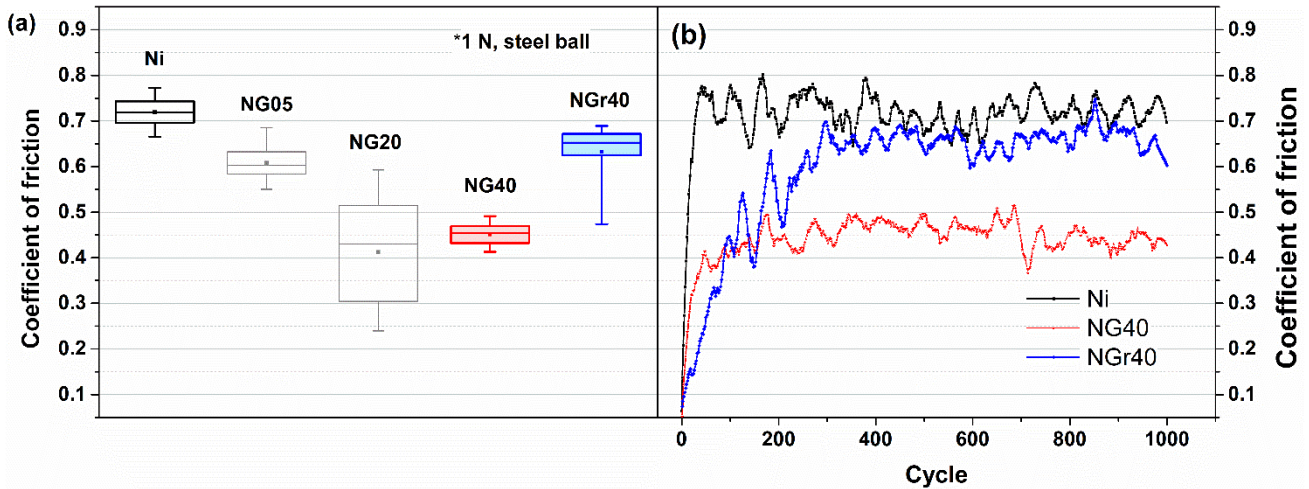 (a)
*1 N, steel ball
Ni
NG05
NG20
NG40
NGr40
Coefficient of friction
0.9
0.8
0.7
0.6
0.5
0.4
0.3
0.2
0.1
(b)
Ni
NG40
NGr40
0.9
0.8
0.7
0.6
0.5
0.4
0.3
0.2
0.1
Coefficient of friction
0 200 400 600 800 1000
Cycle